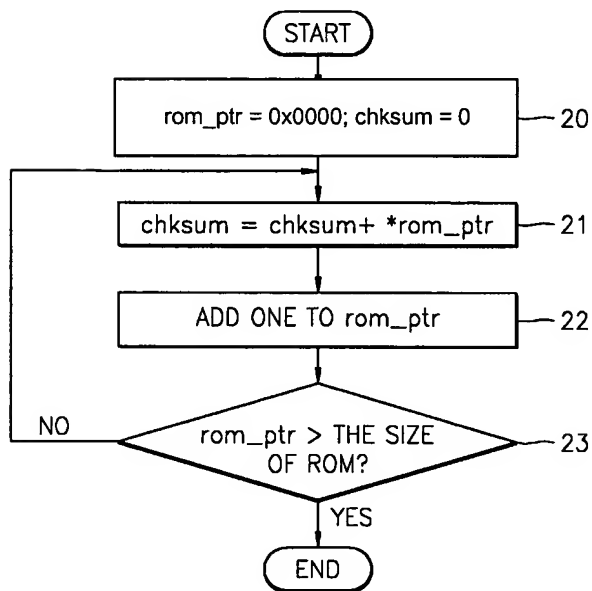 START
rom_ptr = 0x0000; chksum = 0
20
chksum = chksum+ *rom_ptr
21
ADD ONE TO rom_ptr
22
rom_ptr > THE SIZE
OF ROM?
23
NO
YES
END